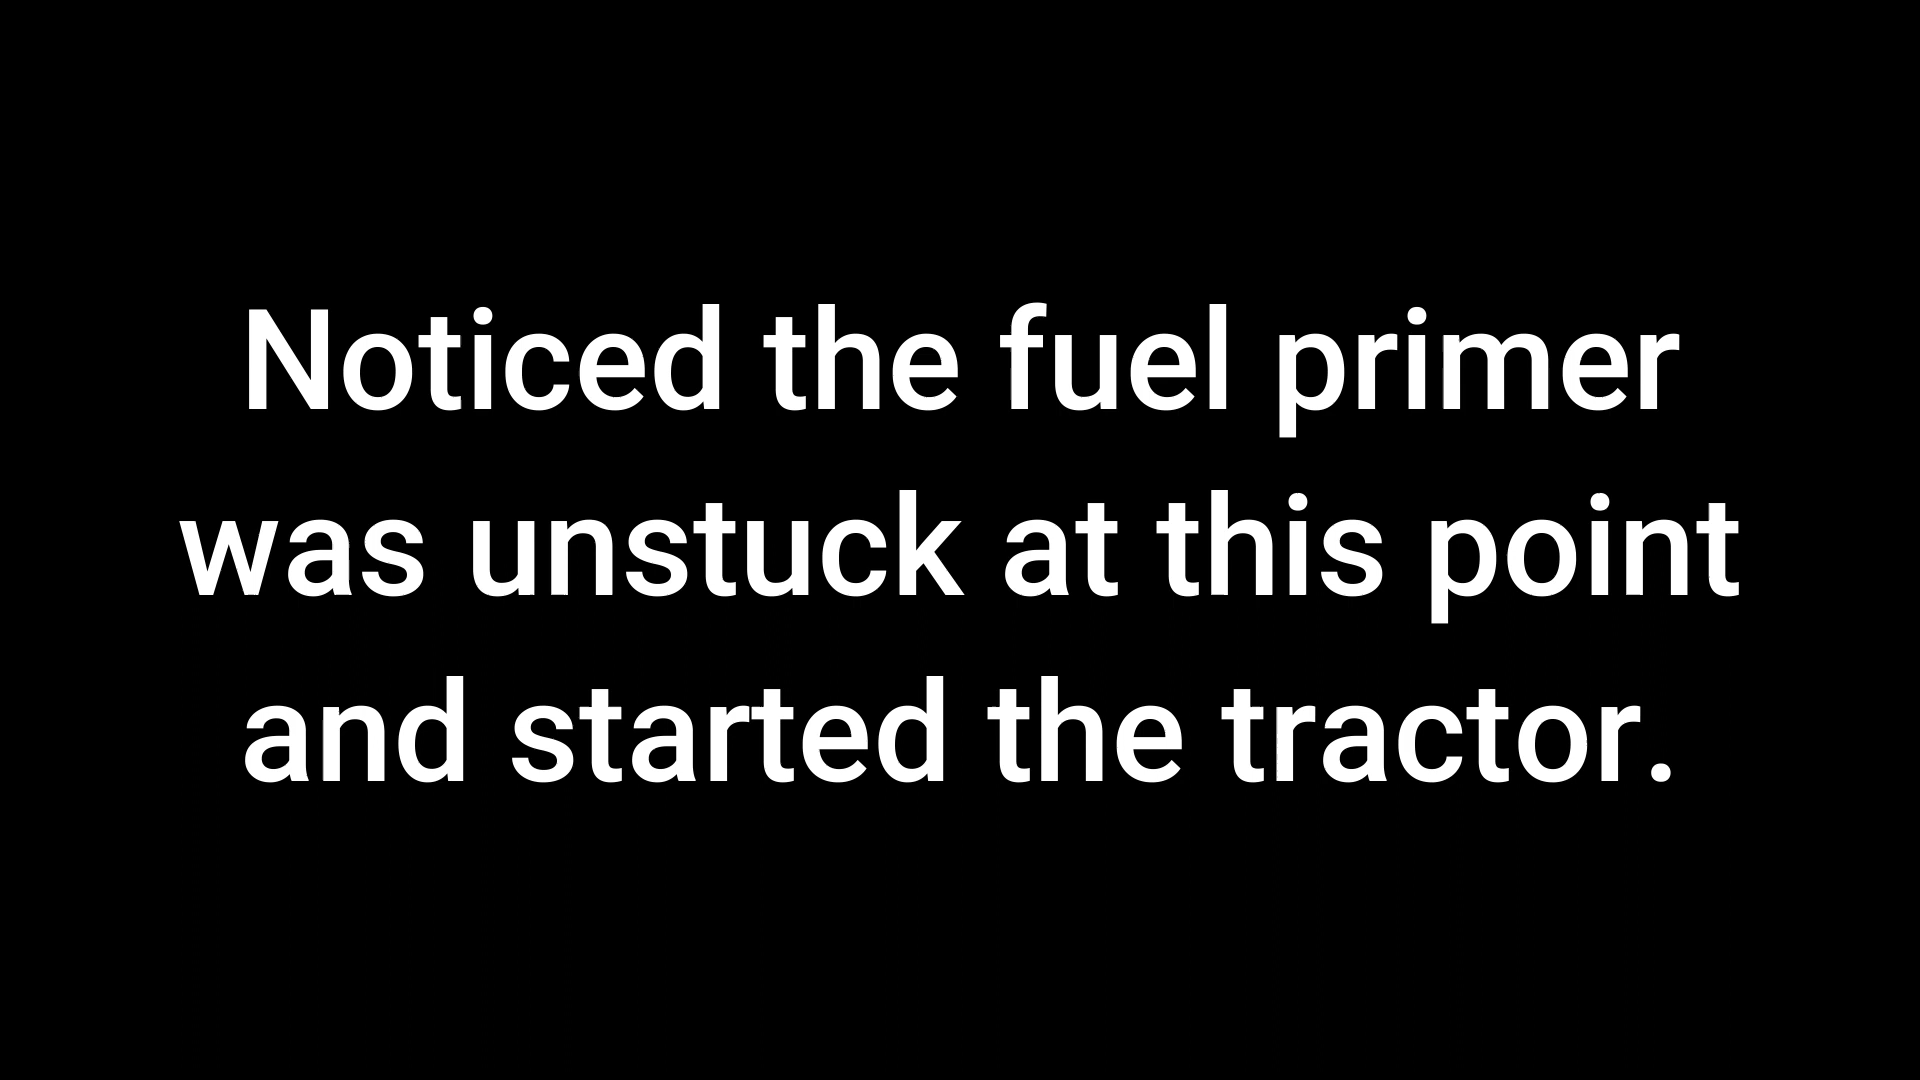 Noticed the fuel primer
was unstuck at this point
and started the tractor.